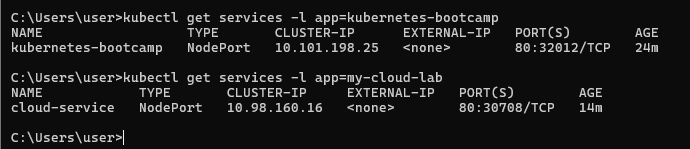 C:\Users\user>kubectl get services -l app=kubernetes-bootcamp
NAME TYPE CLUSTER-IP EXTERNAL-IP PORT(S) AGE
kubernetes-bootcamp NodePort 10.101.198.25 <none> 80:32012/TCP 24m
C:\Users\user>kubectl get services -l app=my-cloud-lab
NAME TYPE CLUSTER-IP EXTERNAL-IP PORT(S) AGE
cloud-service NodePort 10.98.160.16 <none> 80:30708/TCP 14m
C:\Users\user>